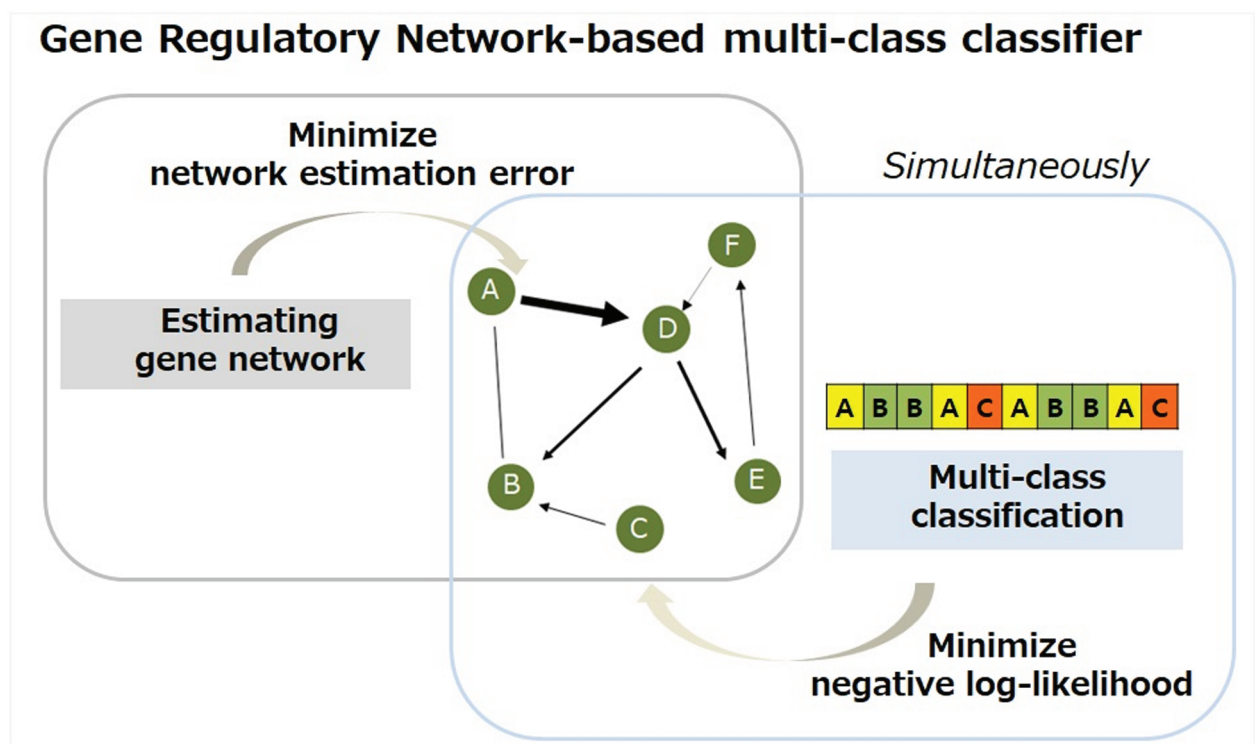 Gene Regulatory Network-based multi-class classifier
Minimize
network estimation error
Simultaneously
F
A
D
Estimating
gene network
A B B A C A B B A C
B
E
C
Multi-class
classification
Minimize
negative log-likelihood